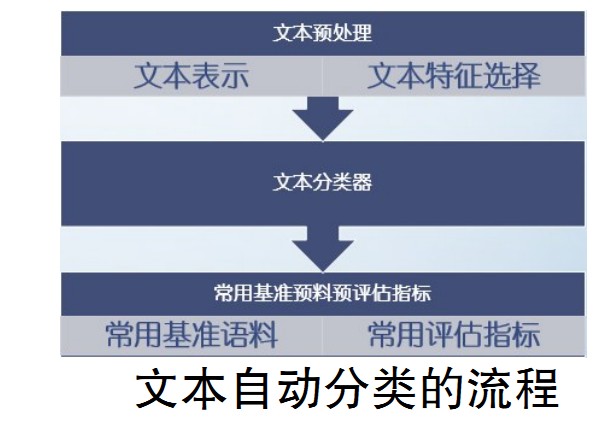 文本预处理
文本表示 文本特征选择
文本分类器
常用基准预料预评估指标
常用基准语料 常用评估指标
文本自动分类的流程